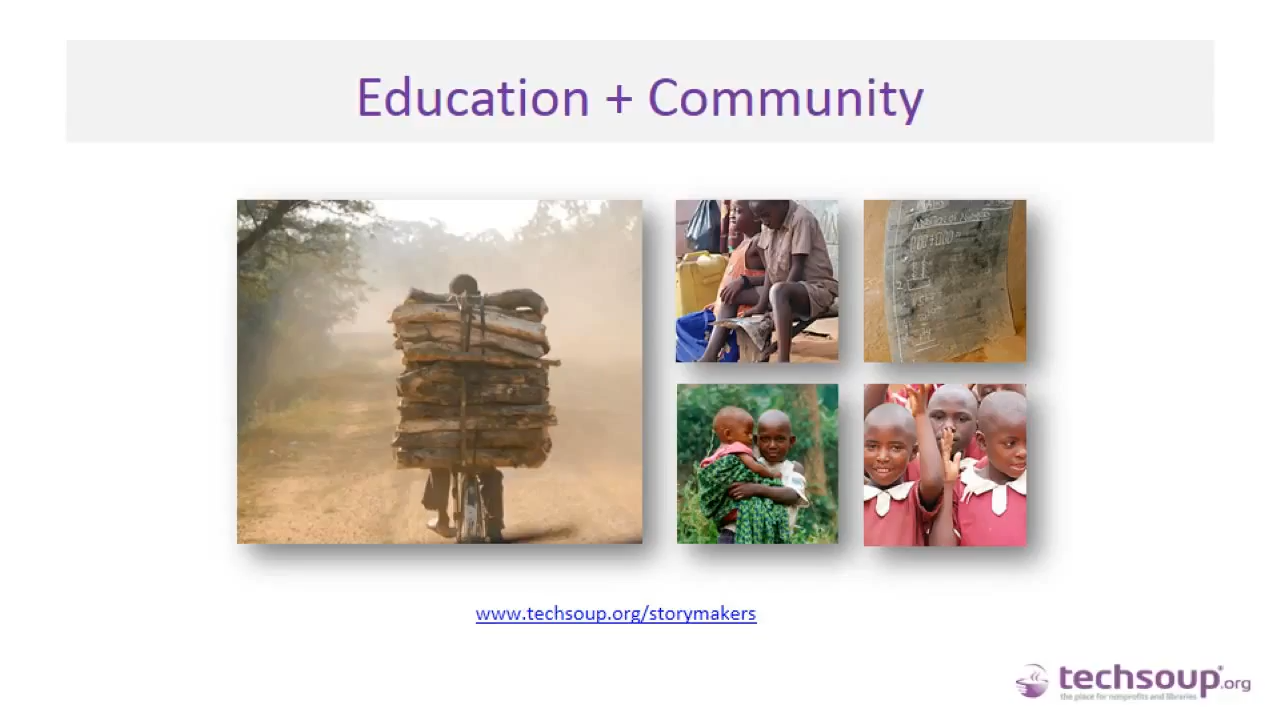 Education + Community
www.techsoup.org/storymakers
techsoup.org
the place for nonprofits and libraries